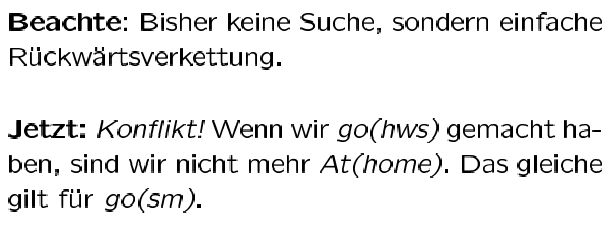 Beachte: Bisher keine Suche, sondern einfache
Rückwärtsverkettung.
Jetzt: Konflikt! Wenn wir go(hws) gemacht ha-
ben, sind wir nicht mehr At(home). Das gleiche
gilt für go(sm).